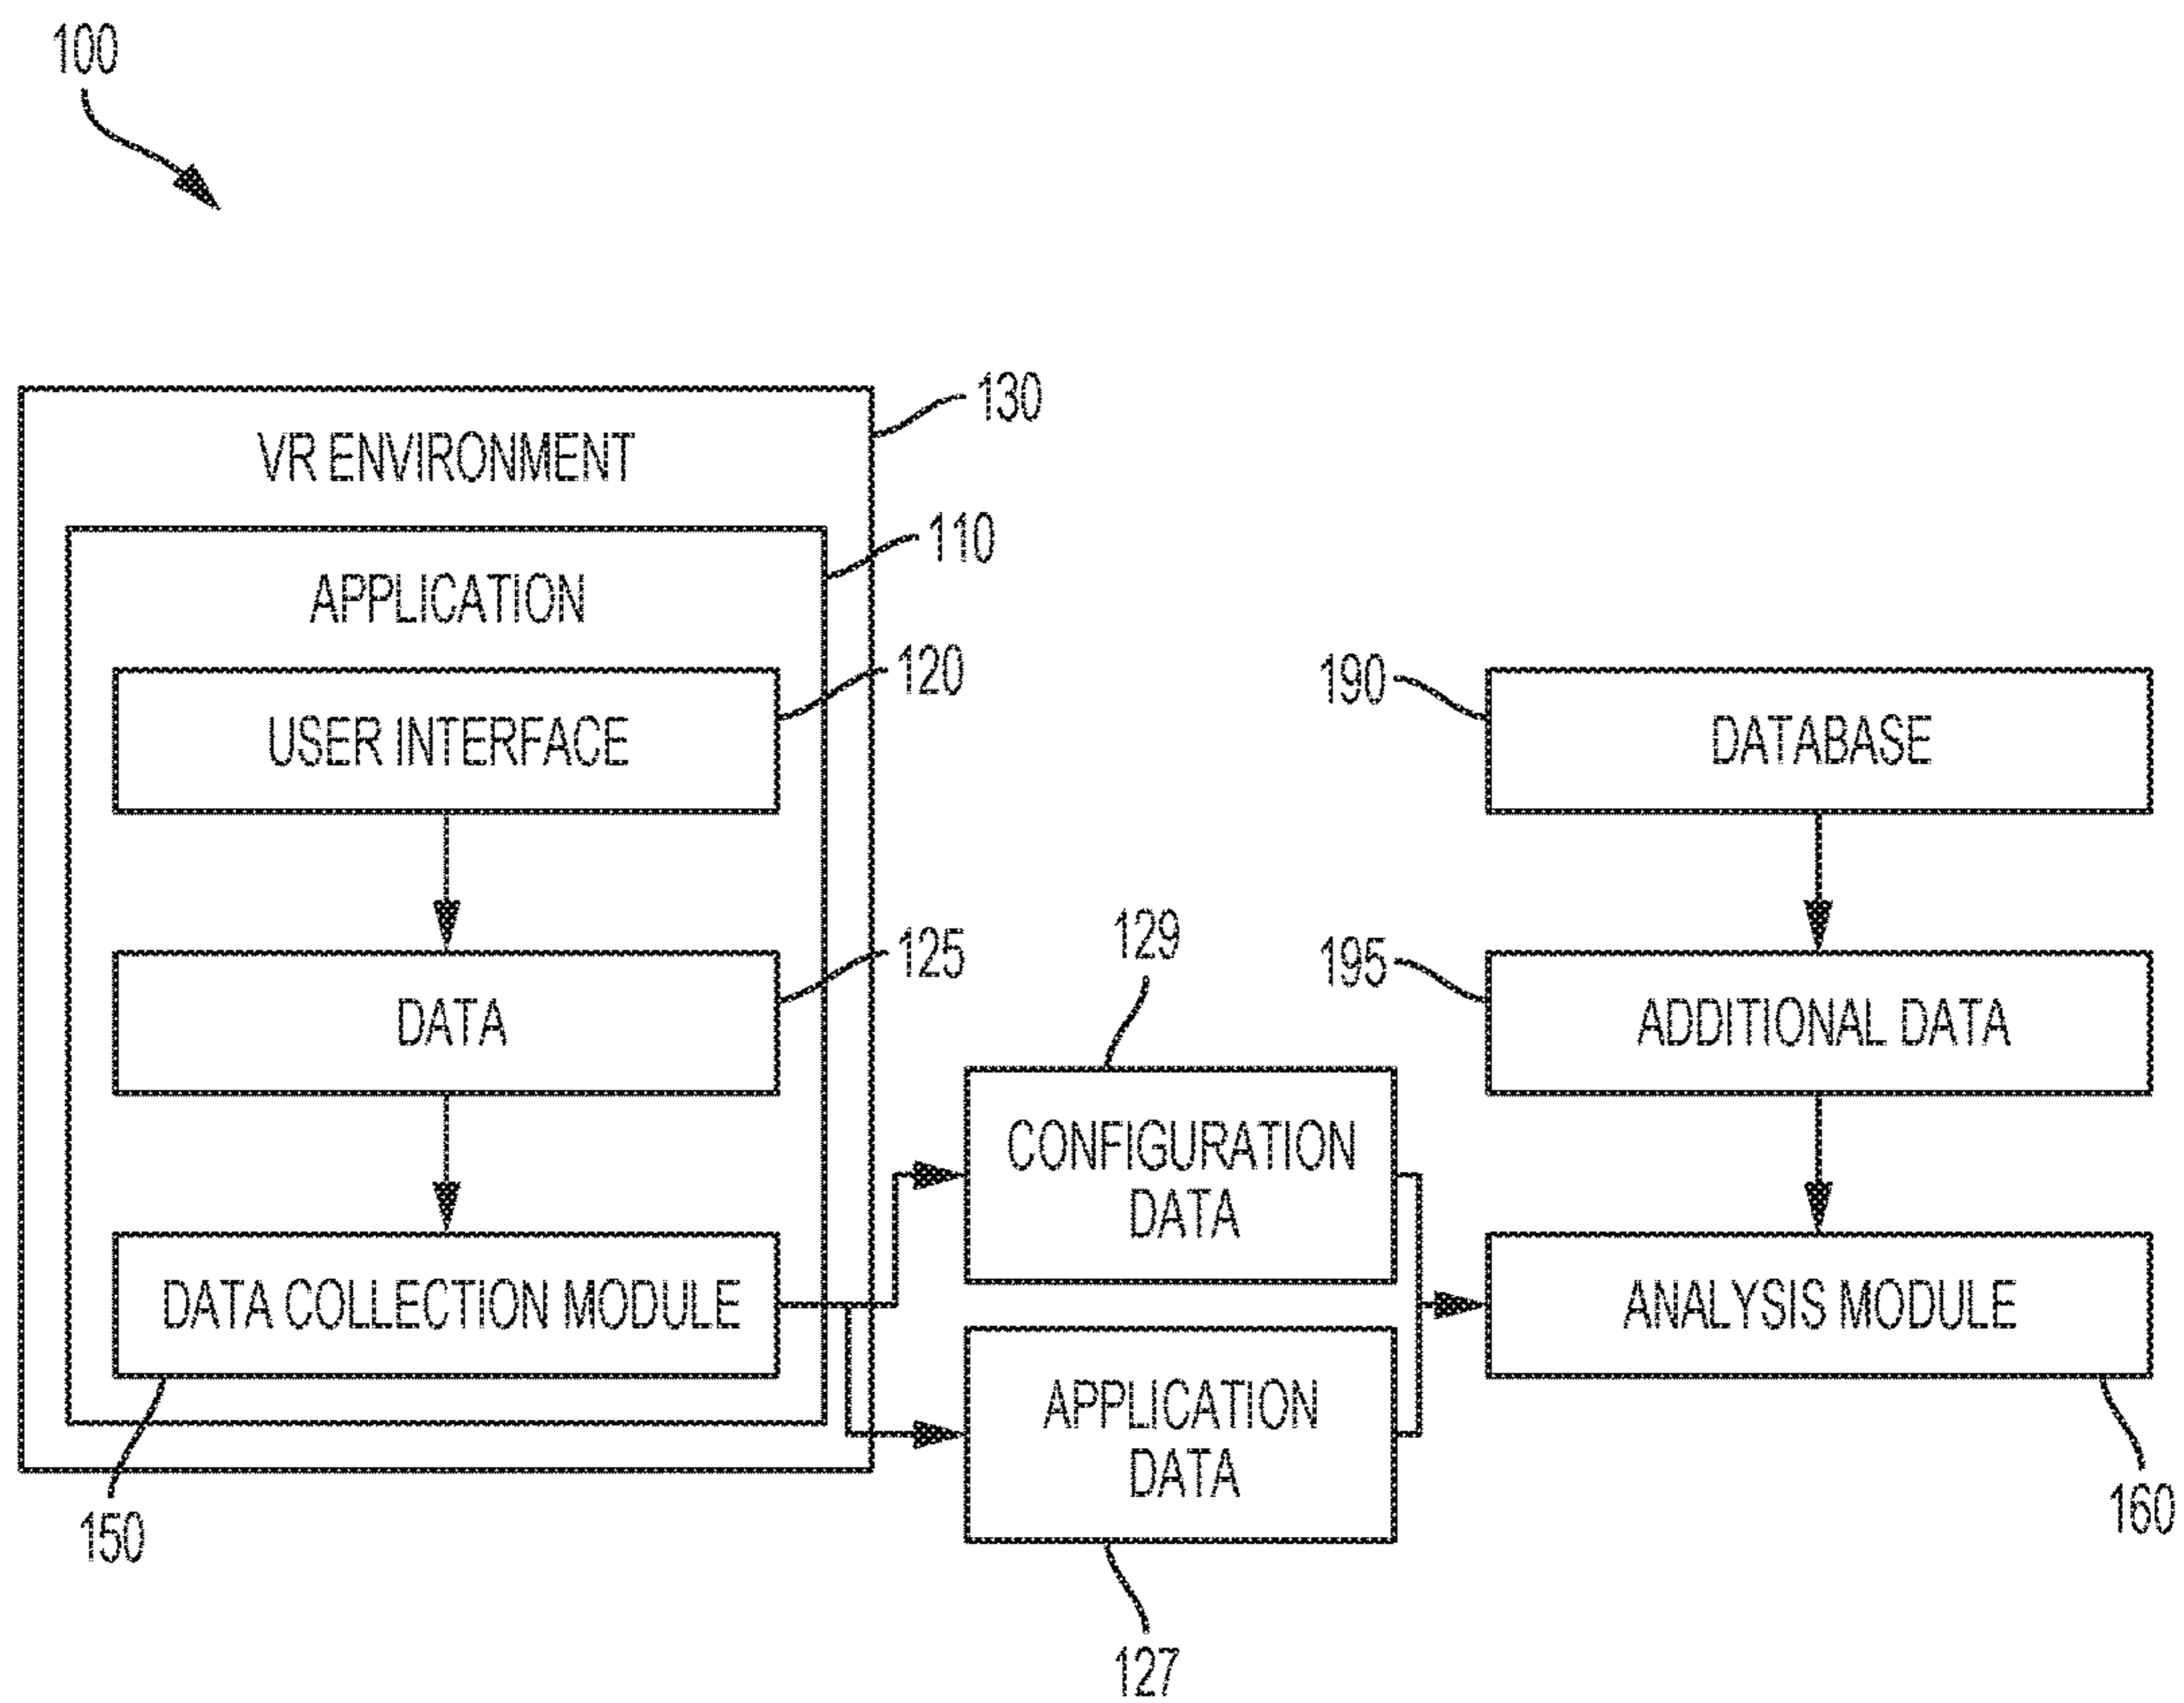 100
130
VR ENVIRONMENT
110
APPLICATION
120
USER INTERFACE
190
DATABASE
125
DATA
129
195
ADDITIONAL DATA
CONFIGURATION
DATA
DATA COLLECTION MODULE
ANALYSIS MODULE
APPLICATION
DATA
150
160
127